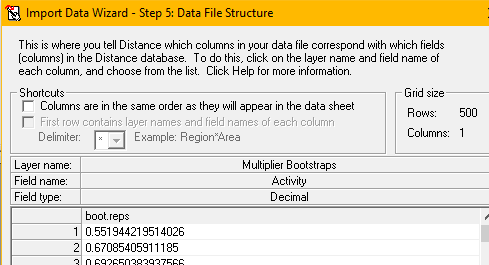 Import Data Wizard - Step 5: Data File Structure
This is where you tell Distance which columns in your data file correspond with which fields
(columns) in the Distance database. To do this, click on the layer name and field name of
each column, and choose from the list. Click Help for more information.
Shortcuts
Columns are in the same order as they will appear in the data sheet
First row contains layer names and field names of each column
Delimiter: * Example: Region*Area
Grid size
Rows: 500
Columns: 1
Layer name: Multiplier Bootstraps
Field name: Activity
Field type: Decimal
boot.reps
1 0.551944219514026
2 0.67085405911185
3 0.692650383937566